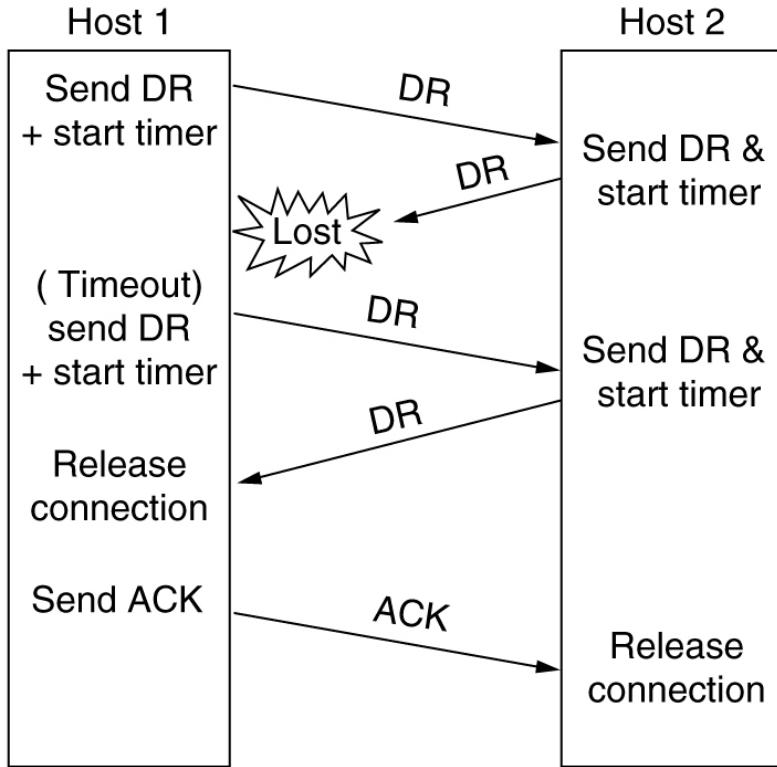 Host 1
Host 2
Send DR
+ start timer
DR
Send DR &
start timer
DR
Lost
( Timeout)
send DR
+ start timer
DR
Send DR &
start timer
DR
Release
connection
Send ACK
ACK
Release
connection